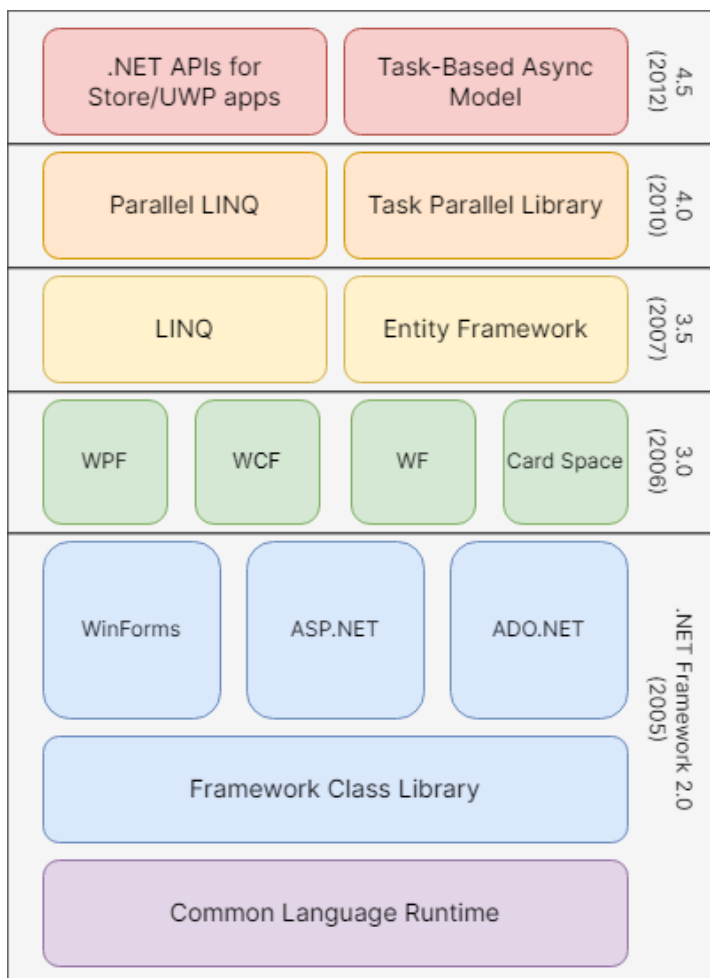 .NET APIs for
Store/UWP apps
Task-Based Async
Model
4.5
(2012)
Parallel LINQ
Task Parallel Library
4.0
(2010)
LINQ
Entity Framework
3.5
(2007)
WPF
WCF
WF
Card Space
3.0
(2006)
WinForms
ASP.NET
ADO.NET
.NET Framework 2.0
(2005)
Framework Class Library
Common Language Runtime